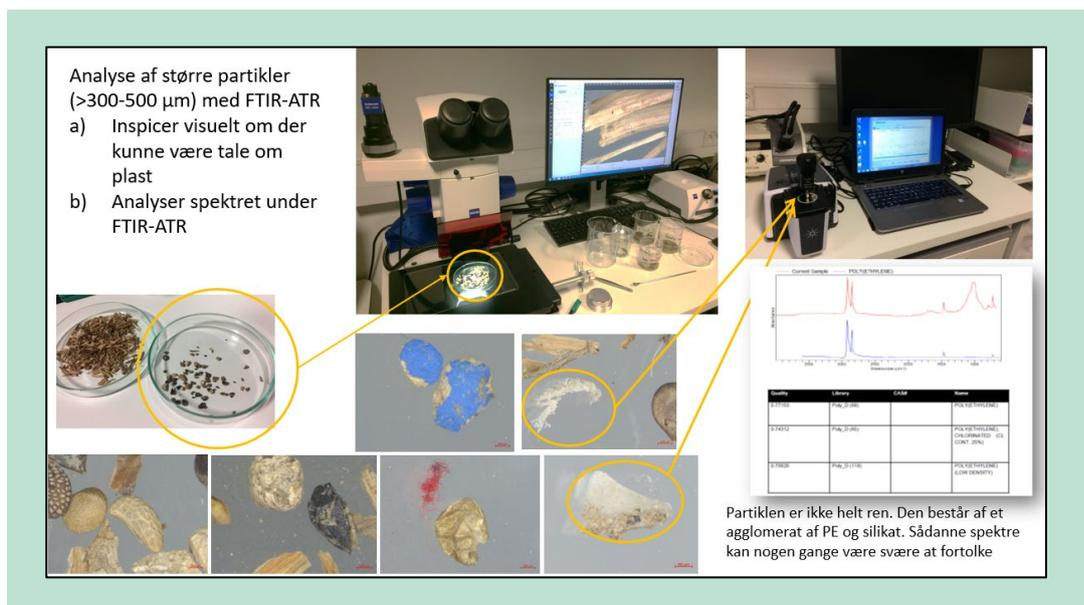 Analyse af større partikler
(>300-500 µm) med FTIR-ATR
a) Inspicer visuelt om der
kunne være tale om
plast
b) Analyser spektret under
FTIR-ATR
Current Sample POLY(ETHYLENE)
Quality Library CAS# Name
POLY(ETHYLENE)
POLY(ETHYLENE),
CHLORINATED (CL
CONT. 25%)
POLY(ETHYLENE)
(LOW DENSITY)
Partiklen er ikke helt ren. Den består af et
agglomerat af PE og silikat. Sådanne spektre
kan nogen gange være svære at fortolke